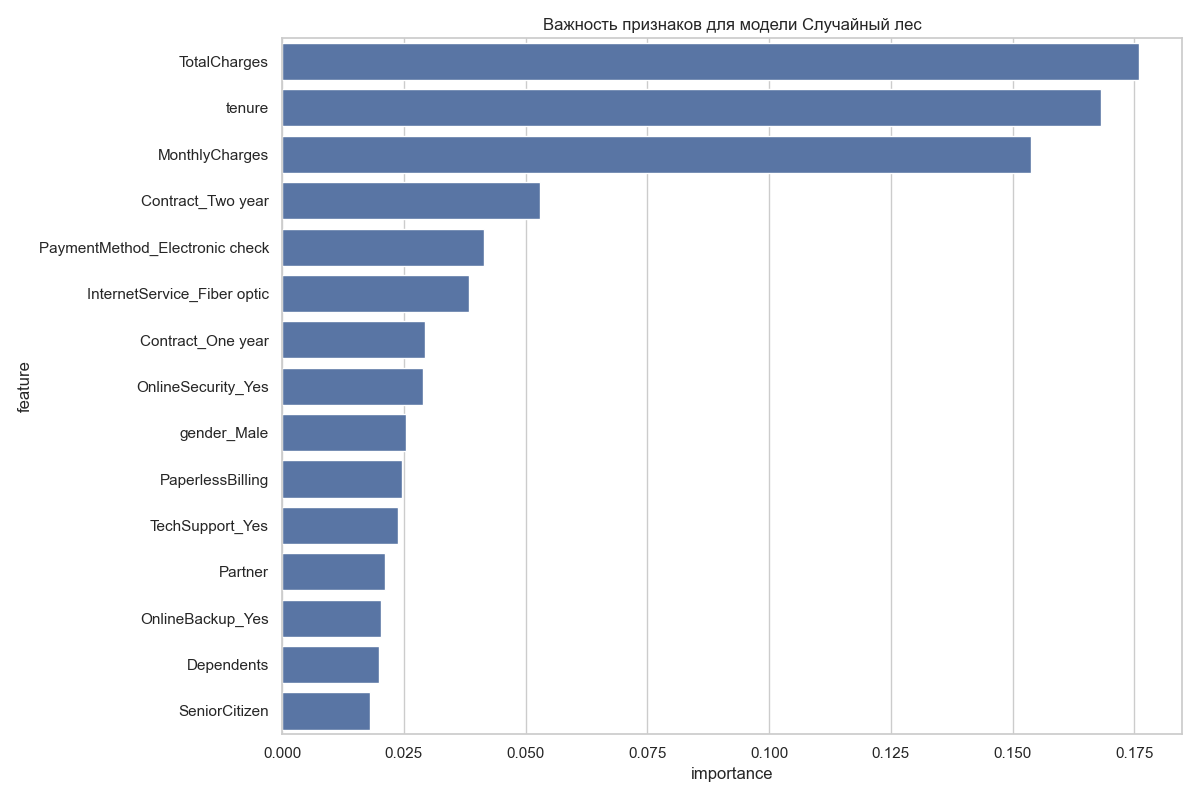 Важность признаков для модели Случайный лес
TotalCharges
tenure
MonthlyCharges
Contract_Two year
PaymentMethod_Electronic check
InternetService_Fiber optic
Contract_One year
OnlineSecurity_Yes
gender_Male
PaperlessBilling
TechSupport_Yes
Partner
OnlineBackup_Yes
Dependents
SeniorCitizen
feature
0.000 0.025 0.050 0.075 0.100 0.125 0.150 0.175
importance